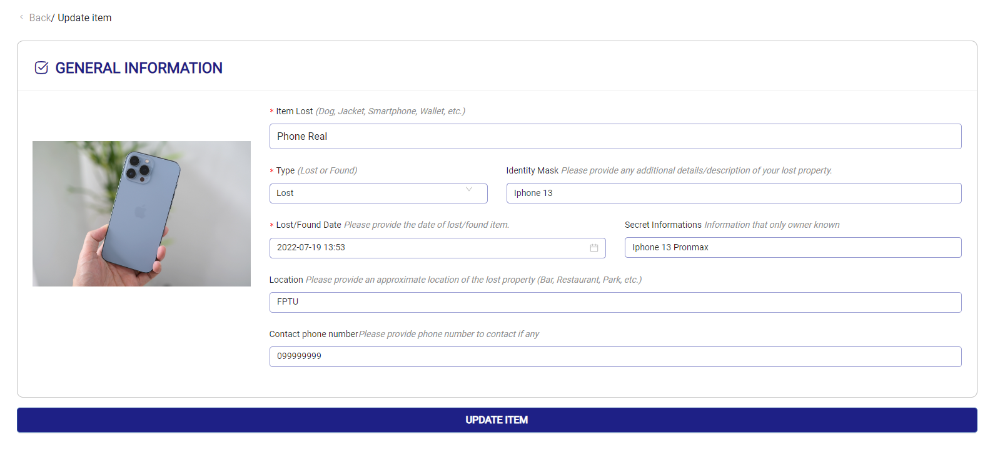 Back/ Update item
GENERAL INFORMATION
* Item Lost (Dog, Jacket, Smartphone, Wallet, etc.)
Phone Real
* Type (Lost or Found)
Lost
Identity Mask Please provide any additional details/description of your lost property.
Iphone 13
* Lost/Found Date Please provide the date of lost/found item.
2022-07-19 13:53
Secret Informations Information that only owner known
Iphone 13 Pronmax
Location Please provide an approximate location of the lost property (Bar, Restaurant, Park, etc.)
FPTU
Contact phone numberPlease provide phone number to contact if any
099999999
UPDATE ITEM